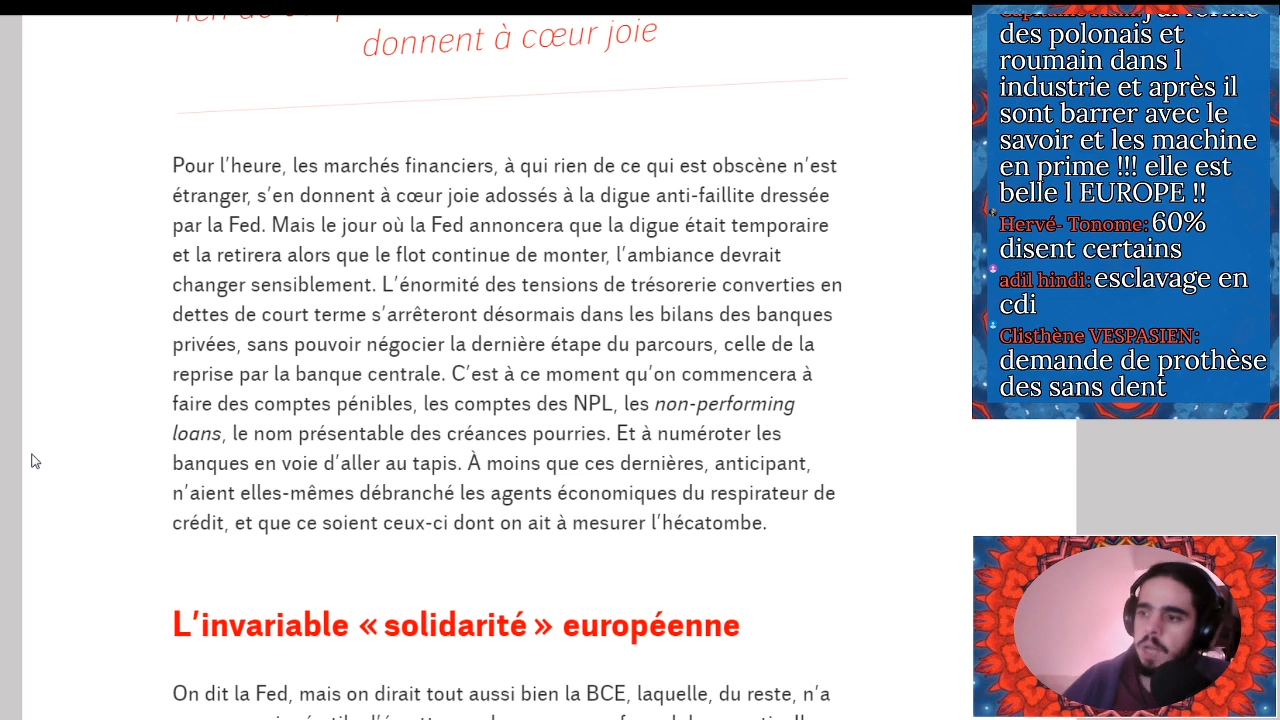 donnent à cœur joie
Pour l’heure, les marchés financiers, à qui rien de ce qui est obscène n’est
étranger, s’en donnent à cœur joie adossés à la digue anti-faillite dressée
par la Fed. Mais le jour où la Fed annoncera que la digue était temporaire
et la retirera alors que le flot continue de monter, l’ambiance devrait
changer sensiblement. L’énormité des tensions de trésorerie converties en
dettes de court terme s’arrêteront désormais dans les bilans des banques
privées, sans pouvoir négocier la dernière étape du parcours, celle de la
reprise par la banque centrale. C’est à ce moment qu’on commencera à
faire des comptes pénibles, les comptes des NPL, les non-performing
loans, le nom présentable des créances pourries. Et à numéroter les
banques en voie d’aller au tapis. À moins que ces dernières, anticipant,
n’aient elles-mêmes débranché les agents économiques du respirateur de
crédit, et que ce soient ceux-ci dont on ait à mesurer l’hécatombe.
L’invariable « solidarité » européenne
On dit la Fed, mais on dirait tout aussi bien la BCE, laquelle, du reste, n’a
des polonais et
roumain dans l
industrie et après il
sont barrer avec le
savoir et les machine
en prime !!! elle est
belle l EUROPE !!
Hervé- Tonome: 60%
disent certains
adil hindi: esclavage en
cdi
Clisthène VESPASIEN:
demande de prothèse
des sans dent